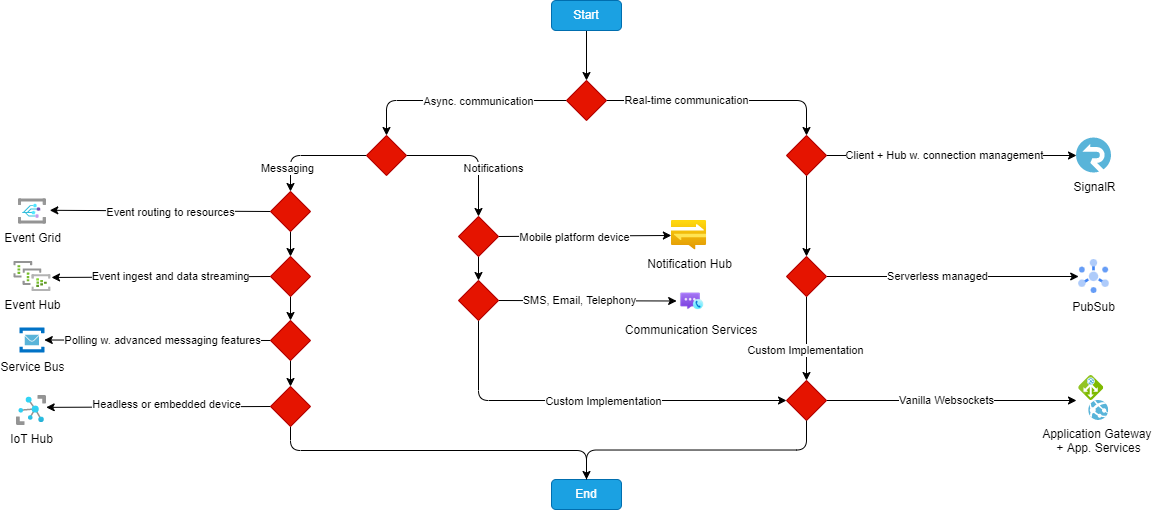 Start
Async. communication
Real-time communication
Messaging
Notifications
Client + Hub w. connection management
SignalR
Event routing to resources
Event Grid
Mobile platform device
Notification Hub
Event ingest and data streaming
Event Hub
Serverless managed
PubSub
SMS, Email, Telephony
Communication Services
Polling w. advanced messaging features
Service Bus
Custom Implementation
Headless or embedded device
IoT Hub
Custom Implementation
Vanilla Websockets
Application Gateway
+ App. Services
End